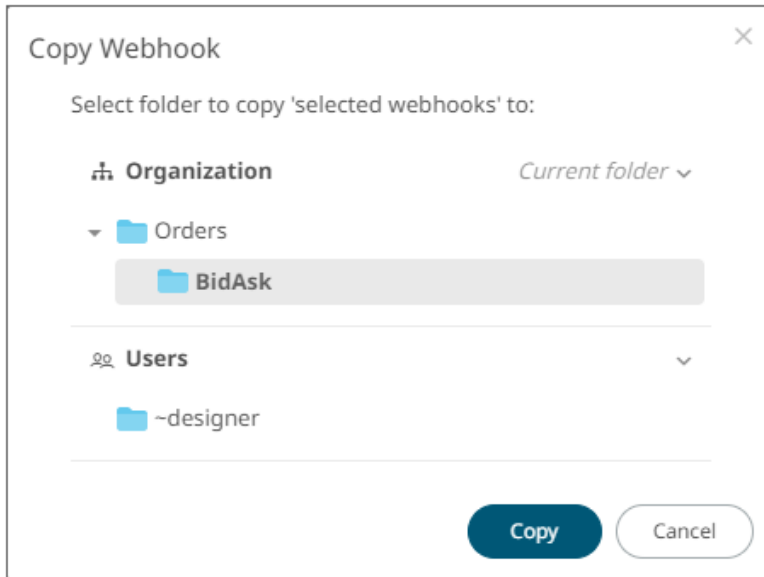 Copy Webhook
Select folder to copy 'selected webhooks' to:
Organization Current folder
Orders
BidAsk
Users
~designer
Copy Cancel